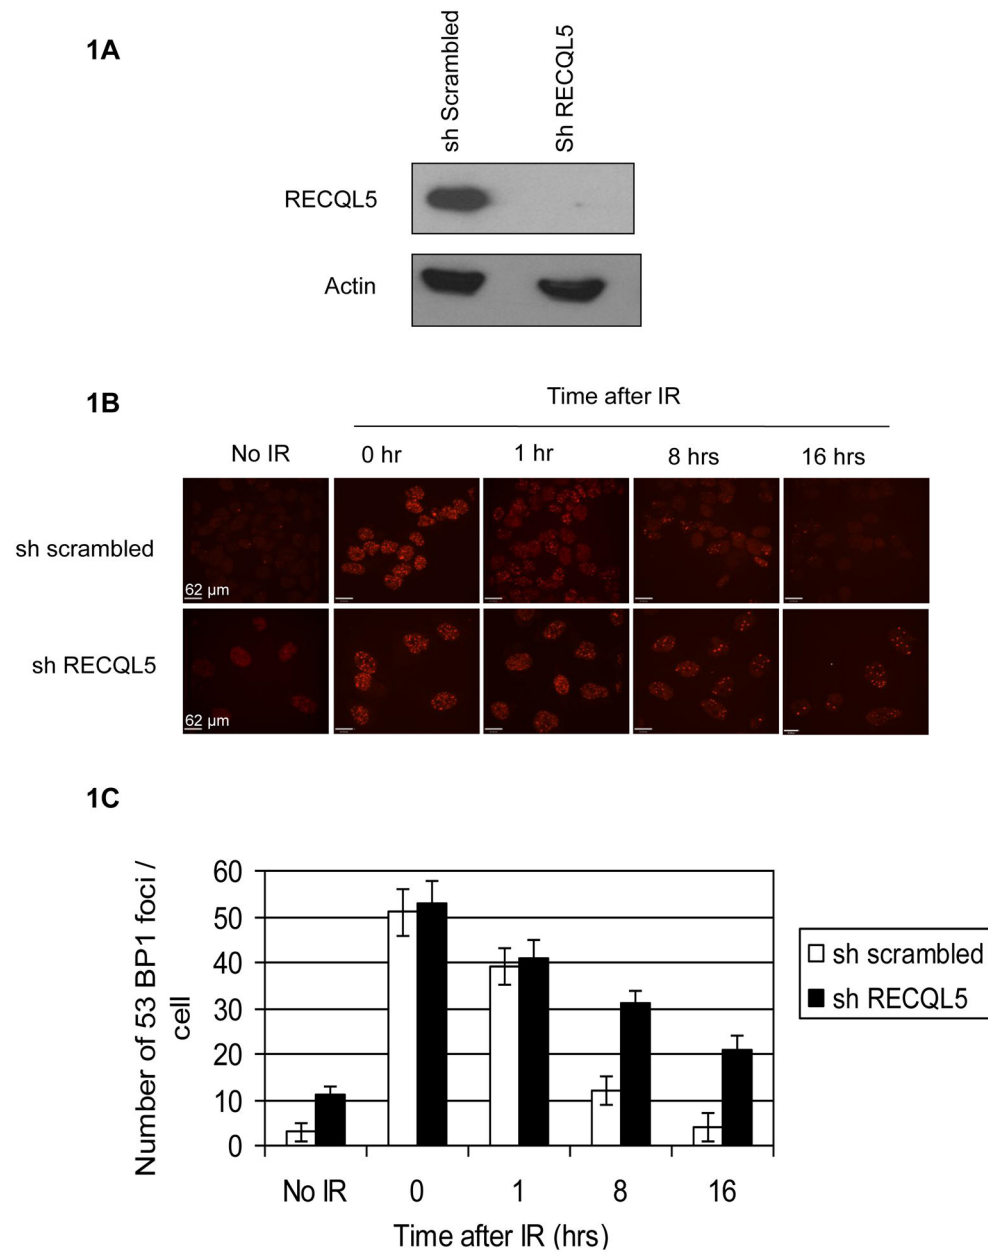 1A
sh Scrambled
Sh RECQL5
RECQL5
Actin
1B
Time after IR
No IR
0 hr
1 hr
8 hrs
16 hrs
sh scrambled
62 µm
sh RECQL5
62 µm
1C
Number of 53 BP1 foci /
cell
60
50
40
30
20
10
0
No IR
0
1
8
16
Time after IR (hrs)
sh scrambled
sh RECQL5